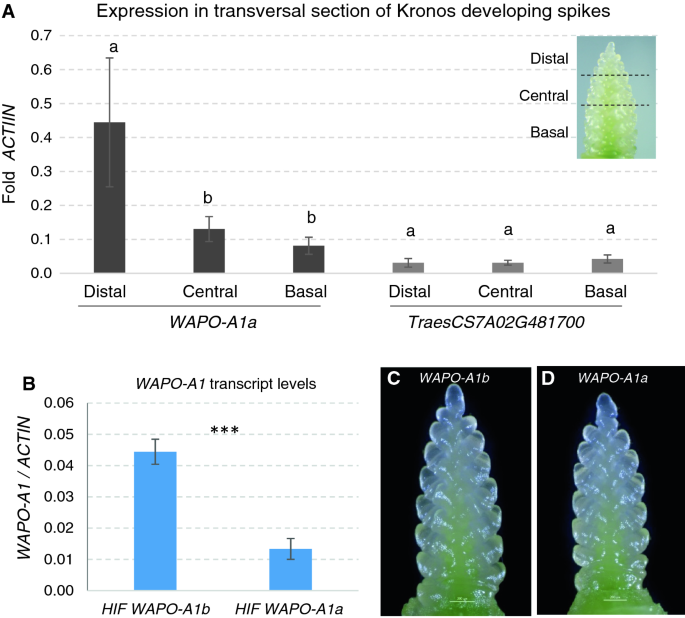 A
Expression in transversal section of Kronos developing spikes
Fold ACTIIN
0.7
0.6
0.5
0.4
0.3
0.2
0.1
0.0
a
b
b
a
a
a
Distal
Central
Basal
Distal Central Basal Distal Central Basal
WAPO-A1a TraesCS7A02G481700
B
WAPO-A1 transcript levels
WAPO-A1 / ACTIN
0.06
0.05
0.04
0.03
0.02
0.01
0.00
***
HIF WAPO-A1b HIF WAPO-A1a
C WAPO-A1b
D WAPO-A1a